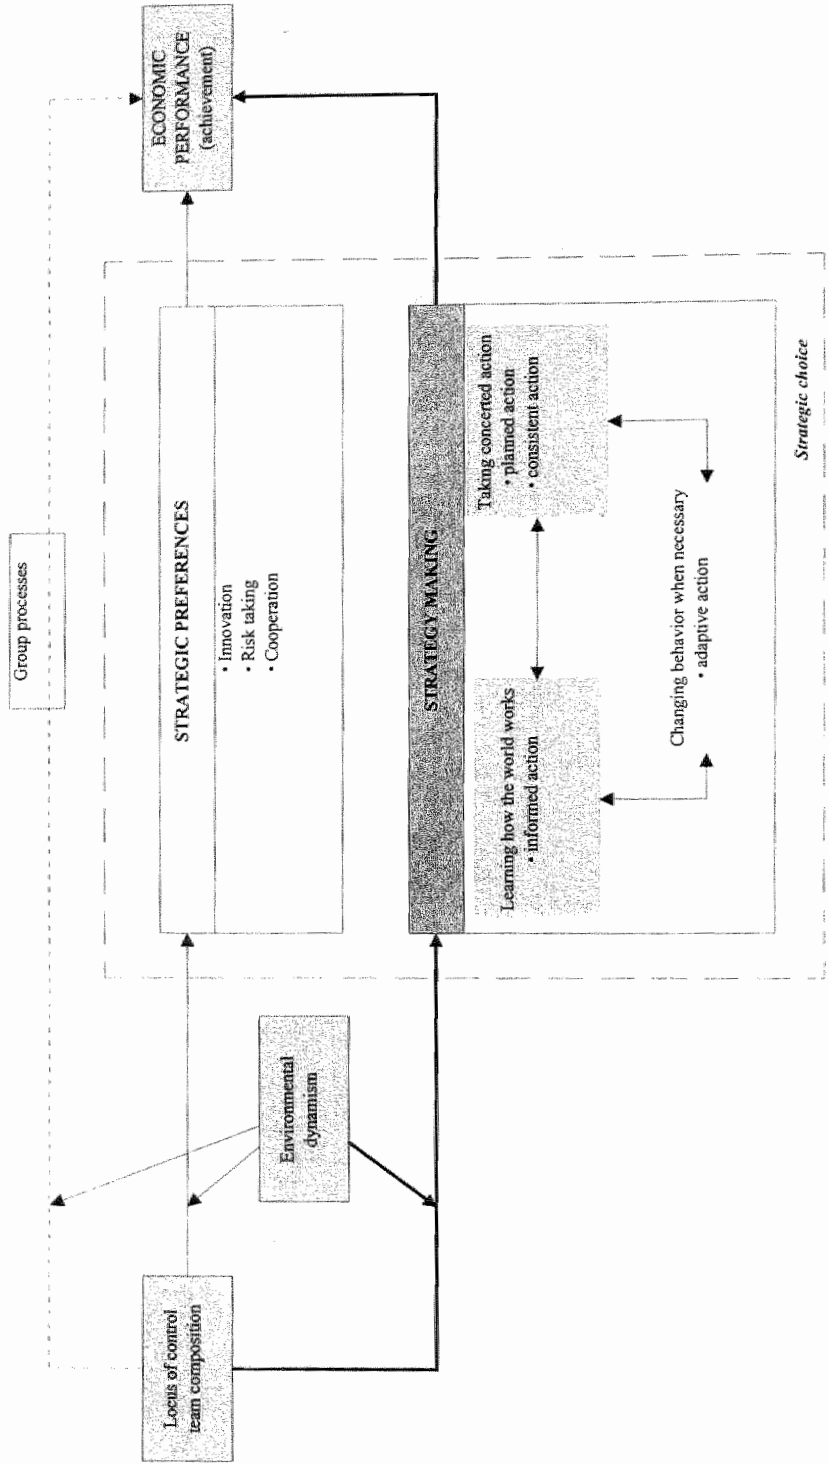 Group processes
Locus of control
team composition
Environmental
dynamism
STRATEGIC PREFERENCES
• Innovation
• Risk taking
• Cooperation
STRATEGY MAKING
Learning how the world works
• informed action
Taking concerted action
• planned action
• consistent action
Changing behavior when necessary
• adaptive action
Strategic choice
ECONOMIC
PERFORMANCE
(achievement)